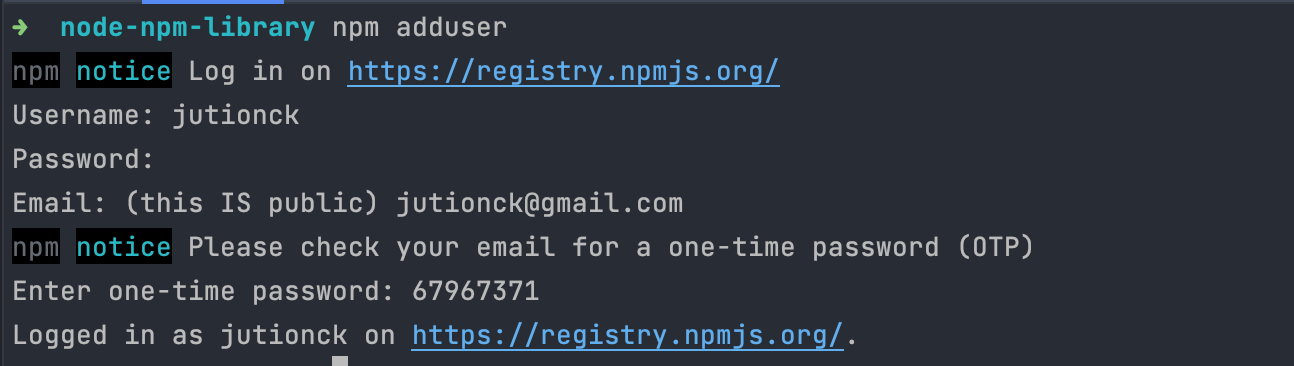 ➜  node-npm-library npm adduser
npm notice Log in on https://registry.npmjs.org/
Username: jutionck
Password:
Email: (this IS public) jutionck@gmail.com
npm notice Please check your email for a one-time password (OTP)
Enter one-time password: 67967371
Logged in as jutionck on https://registry.npmjs.org/.